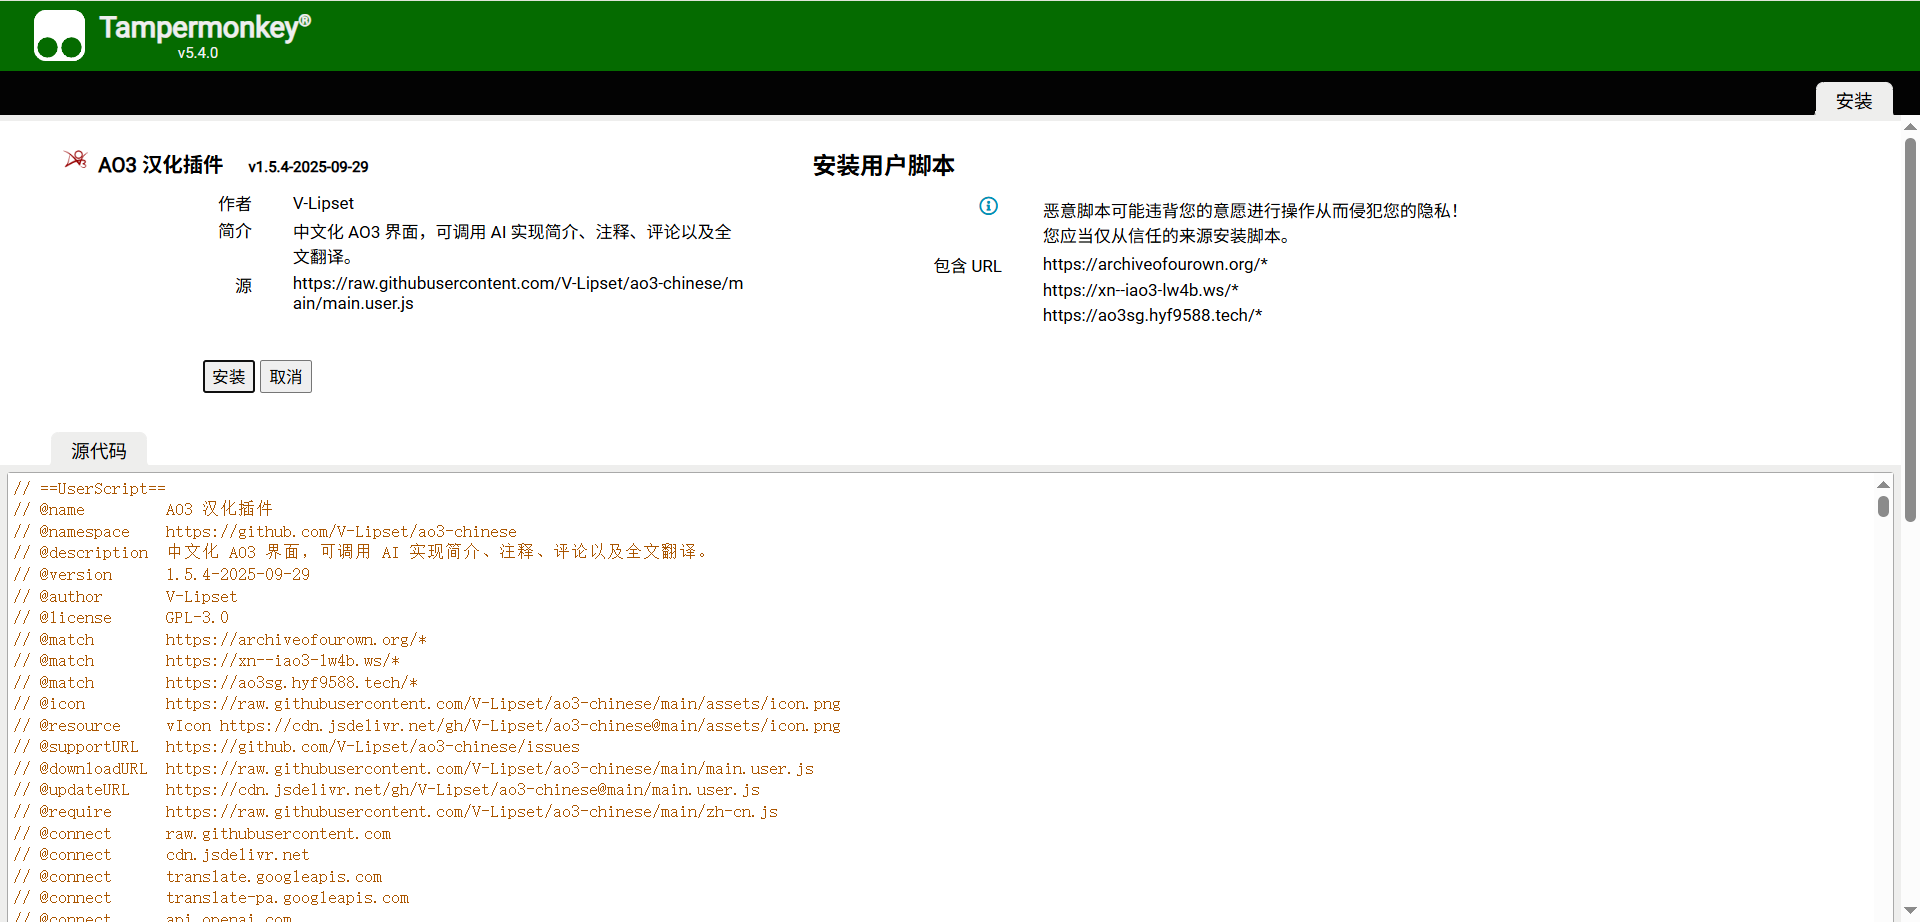 Tampermonkey®
v5.4.0
安装
AO3 汉化插件 v1.5.4-2025-09-29
作者 V-Lipset
简介 中文化 AO3 界面，可调用 AI 实现简介、注释、评论以及全
文翻译。
源 https://raw.githubusercontent.com/V-Lipset/ao3-chinese/m
ain/main.user.js
安装用户脚本
恶意脚本可能违背您的意愿进行操作从而侵犯您的隐私！
您应当仅从信任的来源安装脚本。
包含 URL https://archiveofourown.org/*
https://xn--iao3-lw4b.ws/*
https://ao3sg.hyf9588.tech/*
安装 取消
源代码
// ==UserScript==
// @name AO3 汉化插件
// @namespace https://github.com/V-Lipset/ao3-chinese
// @description 中文化 AO3 界面，可调用 AI 实现简介、注释、评论以及全文翻译。
// @version 1.5.4-2025-09-29
// @author V-Lipset
// @license GPL-3.0
// @match https://archiveofourown.org/*
// @match https://xn--iao3-lw4b.ws/*
// @match https://ao3sg.hyf9588.tech/*
// @icon https://raw.githubusercontent.com/V-Lipset/ao3-chinese/main/assets/icon.png
// @resource vIcon https://cdn.jsdelivr.net/gh/V-Lipset/ao3-chinese@main/assets/icon.png
// @supportURL https://github.com/V-Lipset/ao3-chinese/issues
// @downloadURL https://raw.githubusercontent.com/V-Lipset/ao3-chinese/main/main.user.js
// @updateURL https://cdn.jsdelivr.net/gh/V-Lipset/ao3-chinese@main/main.user.js
// @require https://raw.githubusercontent.com/V-Lipset/ao3-chinese/main/zh-cn.js
// @connect raw.githubusercontent.com
// @connect cdn.jsdelivr.net
// @connect translate.googleapis.com
// @connect translate-pa.googleapis.com
// @connect api.openai.com